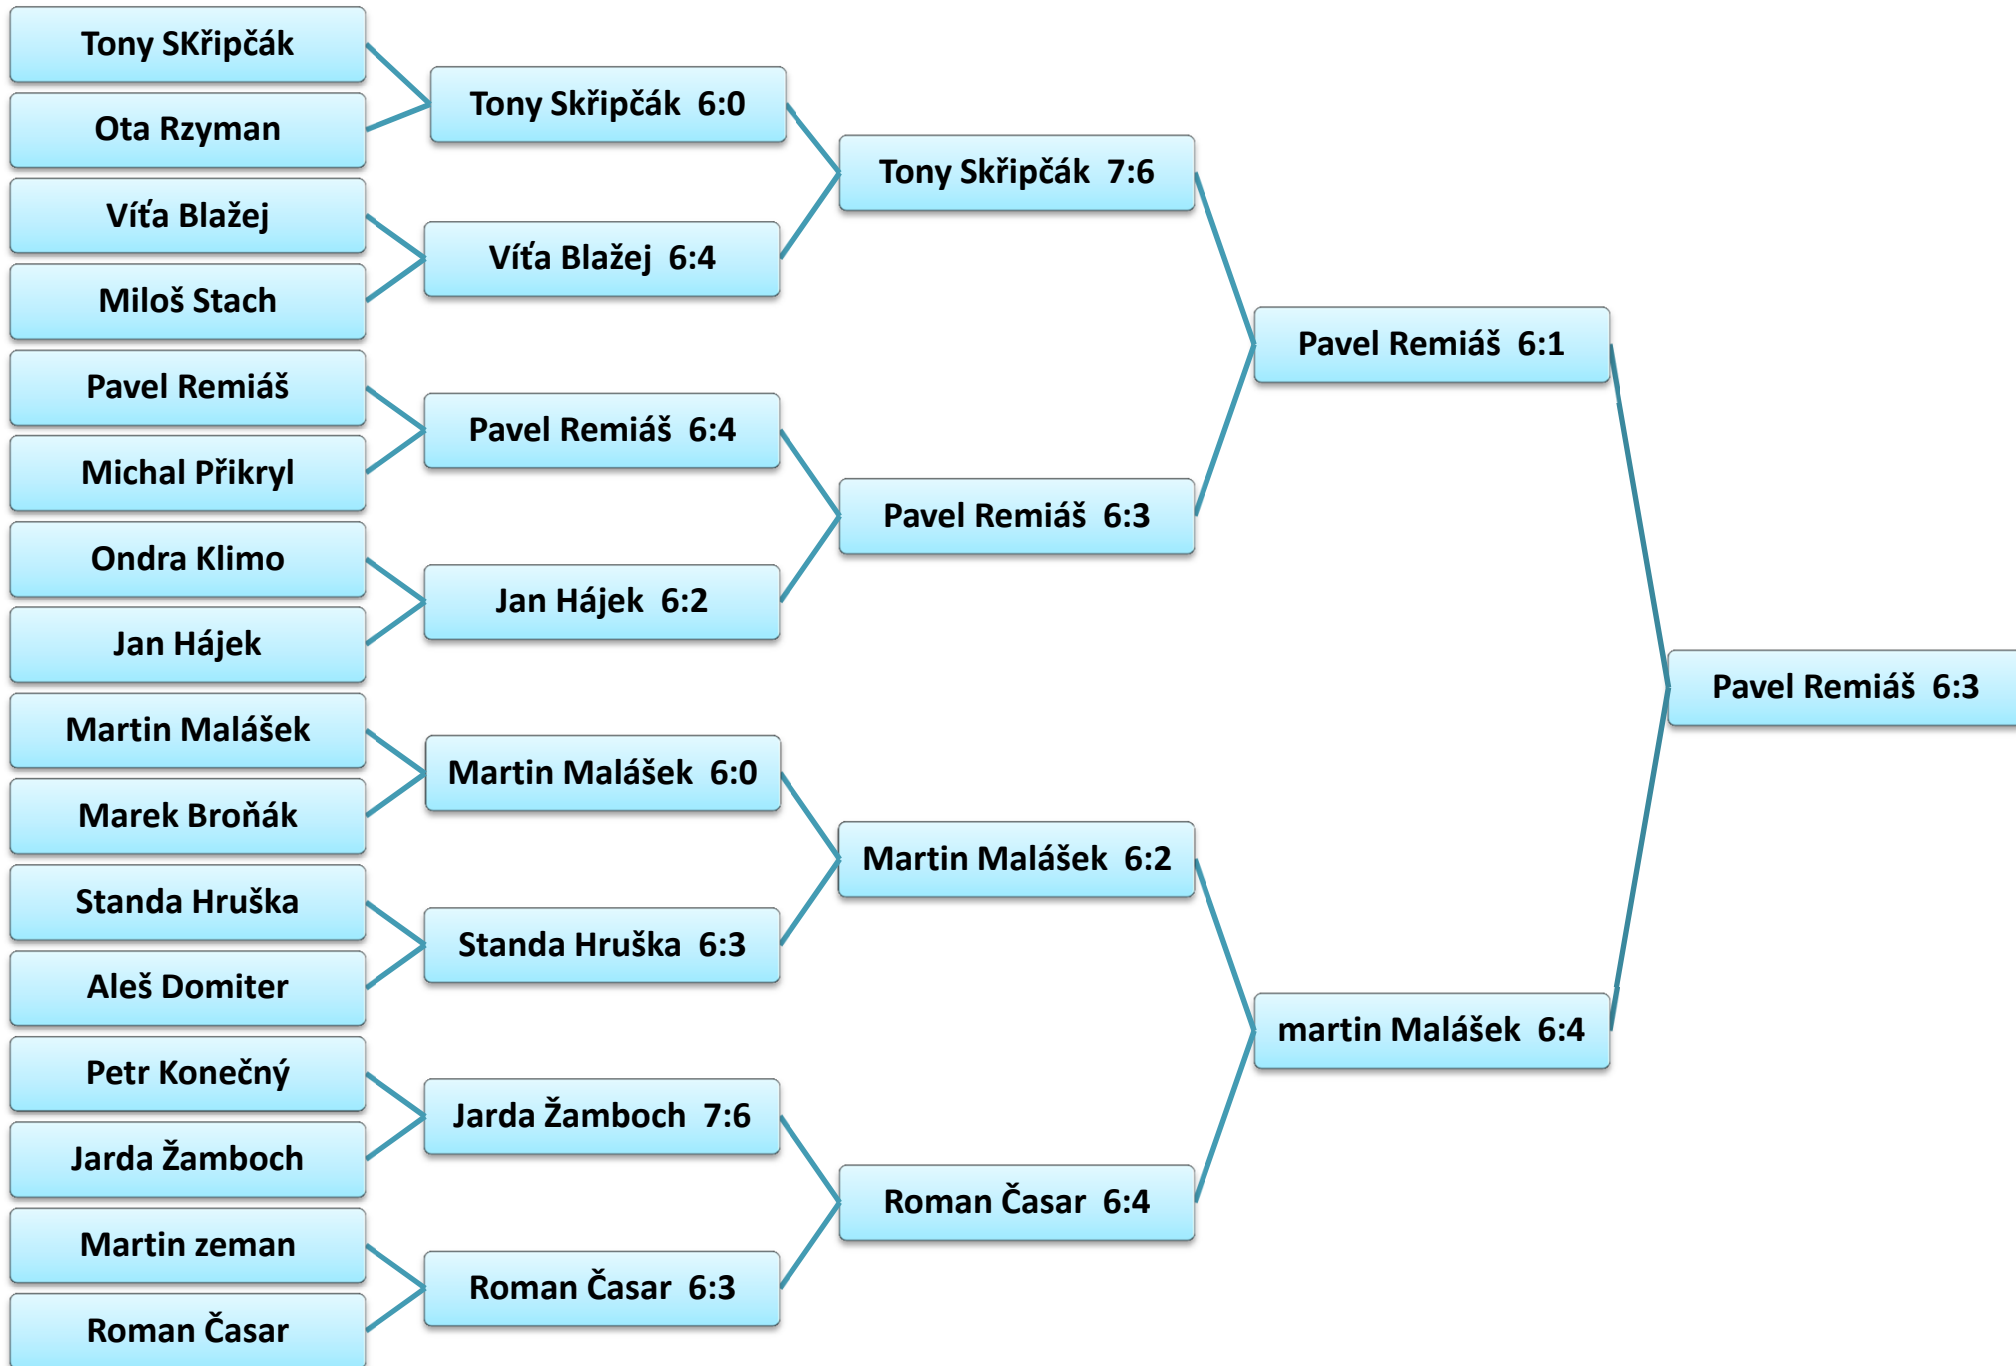 Tony SKřipčák
Ota Rzyman
Víťa Blažej
Miloš Stach
Pavel Remiáš
Michal Přikryl
Ondra Klimo
Jan Hájek
Martin Malášek
Marek Broňák
Standa Hruška
Aleš Domiter
Petr Konečný
Jarda Žamboch
Martin zeman
Roman Časar
Tony Skřipčák 6:0
Víťa Blažej 6:4
Pavel Remiáš 6:4
Jan Hájek 6:2
Martin Malášek 6:0
Standa Hruška 6:3
Jarda Žamboch 7:6
Roman Časar 6:3
Tony Skřipčák 7:6
Pavel Remiáš 6:3
Martin Malášek 6:2
Roman Časar 6:4
Pavel Remiáš 6:1
martin Malášek 6:4
Pavel Remiáš 6:3